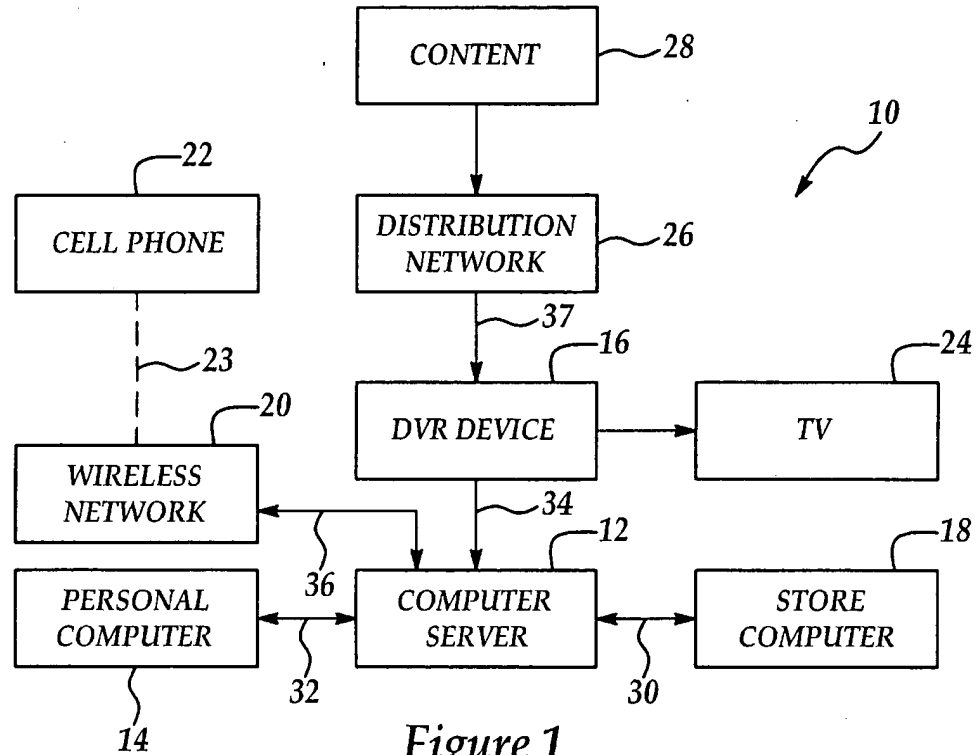 CONTENT
28
10
22
CELL PHONE
DISTRIBUTION
NETWORK
26
37
16
24
23
20
DVR DEVICE
TV
WIRELESS
NETWORK
34
12
18
36
PERSONAL
COMPUTER
COMPUTER
SERVER
STORE
COMPUTER
32
30
14
Figure 1